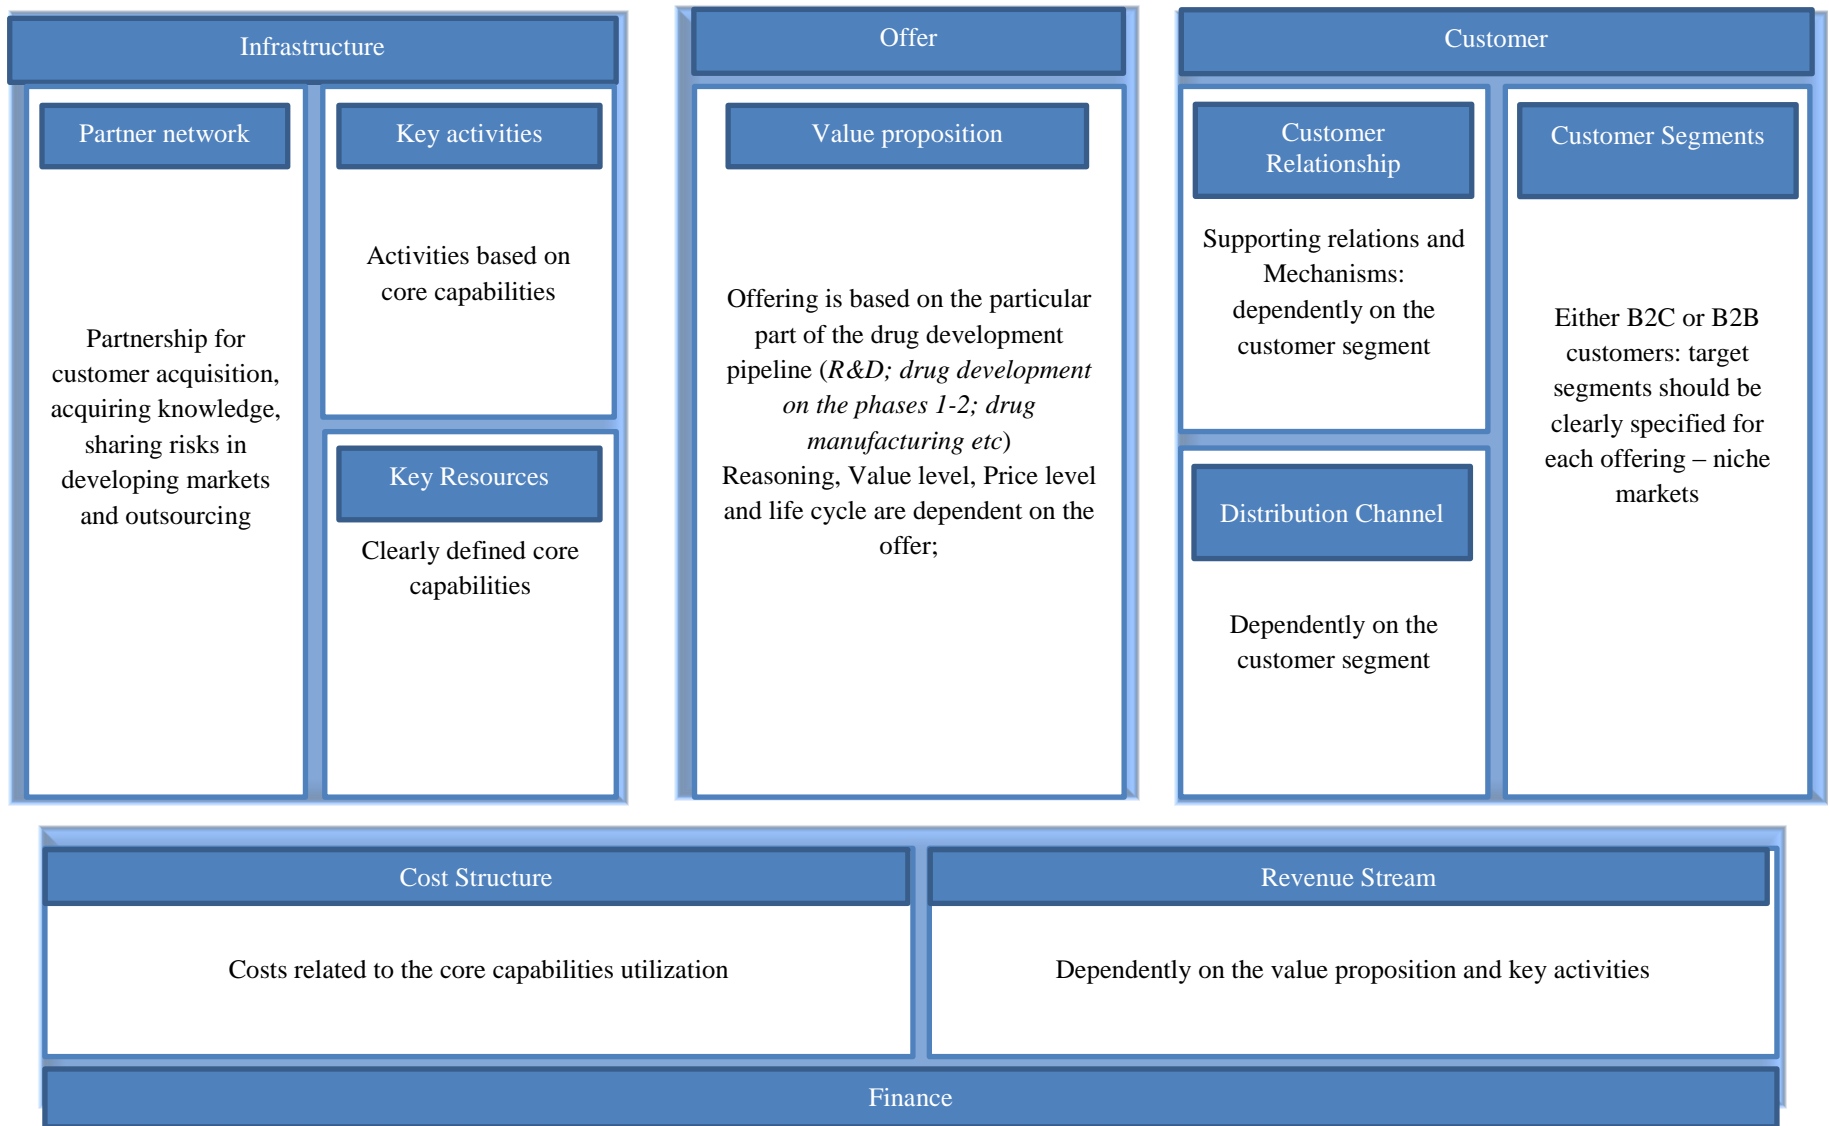 Infrastructure
Partner network
Partnership for
customer acquisition,
acquiring knowledge,
sharing risks in
developing markets
and outsourcing
Key activities
Activities based on
core capabilities
Key Resources
Clearly defined core
capabilities
Offer
Value proposition
Offering is based on the particular
part of the drug development
pipeline (R&D; drug development
on the phases 1-2; drug
manufacturing etc)
Reasoning, Value level, Price level
and life cycle are dependent on the
offer;
Customer
Customer
Relationship
Supporting relations and
Mechanisms:
dependently on the
customer segment
Distribution Channel
Dependently on the
customer segment
Customer Segments
Either B2C or B2B
customers: target
segments should be
clearly specified for
each offering – niche
markets
Cost Structure
Costs related to the core capabilities utilization
Revenue Stream
Dependently on the value proposition and key activities
Finance